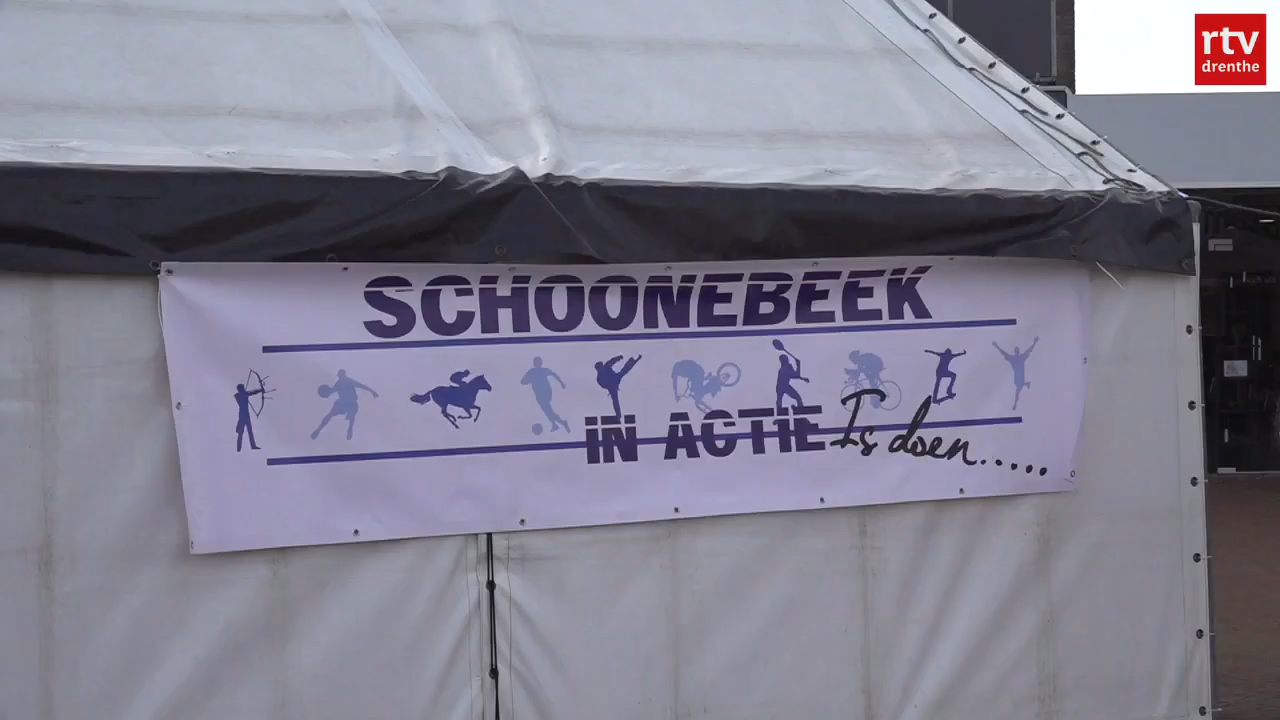 rtv
drenthe
SCHOONEBEEK
IN ACTIE Is doen.....